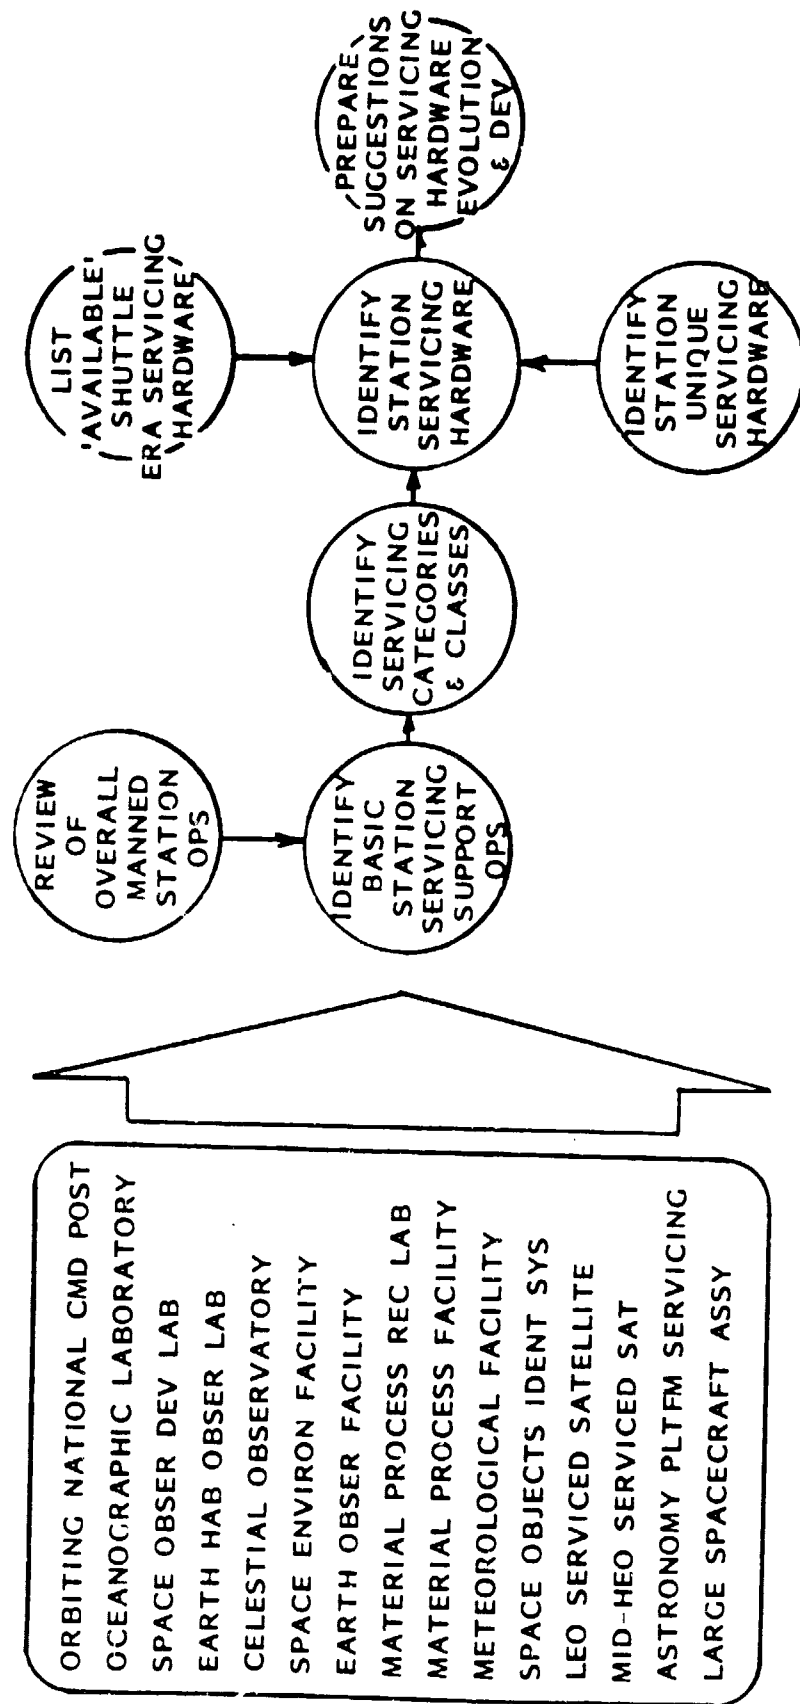 ORBITING NATIONAL CMD POST
OCEANOGRAPHIC LABORATORY
SPACE OBSER DEV LAB
EARTH HAB OBSER LAB
CELESTIAL OBSERVATORY
SPACE ENVIRON FACILITY
EARTH OBSER FACILITY
MATERIAL PROCESS REC LAB
MATERIAL PROCESS FACILITY
METEOROLOGICAL FACILITY
SPACE OBJECTS IDENT SYS
LEO SERVICED SATELLITE
MID-HEO SERVICED SAT
ASTRONOMY PLTFM SERVICING
LARGE SPACECRAFT ASSY
REVIEW
OF
OVERALL
MANNED
STATION
OPS
IDENTIFY
BASIC
STATION
SERVICING
SUPPORT
OPS
IDENTIFY
SERVICING
CATEGORIES
& CLASSES
LIST
'AVAILABLE'
SHUTTLE
ERA SERVICING
HARDWARE
IDENTIFY
STATION
SERVICING
HARDWARE
IDENTIFY
STATION
UNIQUE
SERVICING
HARDWARE
PREPARE
SUGGESTIONS
ON SERVICING
HARDWARE
EVOLUTION
& DEV